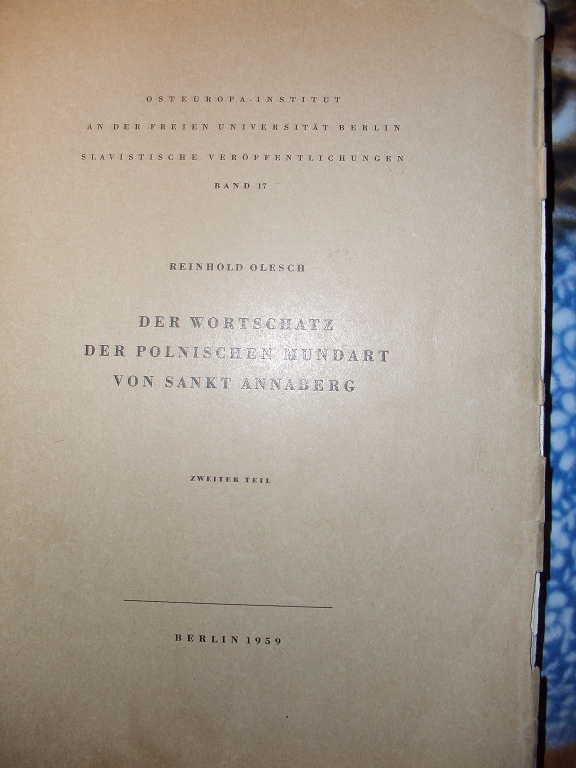 OSTEUROPA-INSTITUT
AN DER FREIEN UNIVERSITÄT BERLIN
SLAVISTISCHE VERÖFFENTLICHUNGEN
BAND 17
REINHOLD OLESCH
DER WORTSCHATZ
DER POLNISCHEN MUNDART
VON SANKT ANNABERG
ZWEITER TEIL
BERLIN 1959